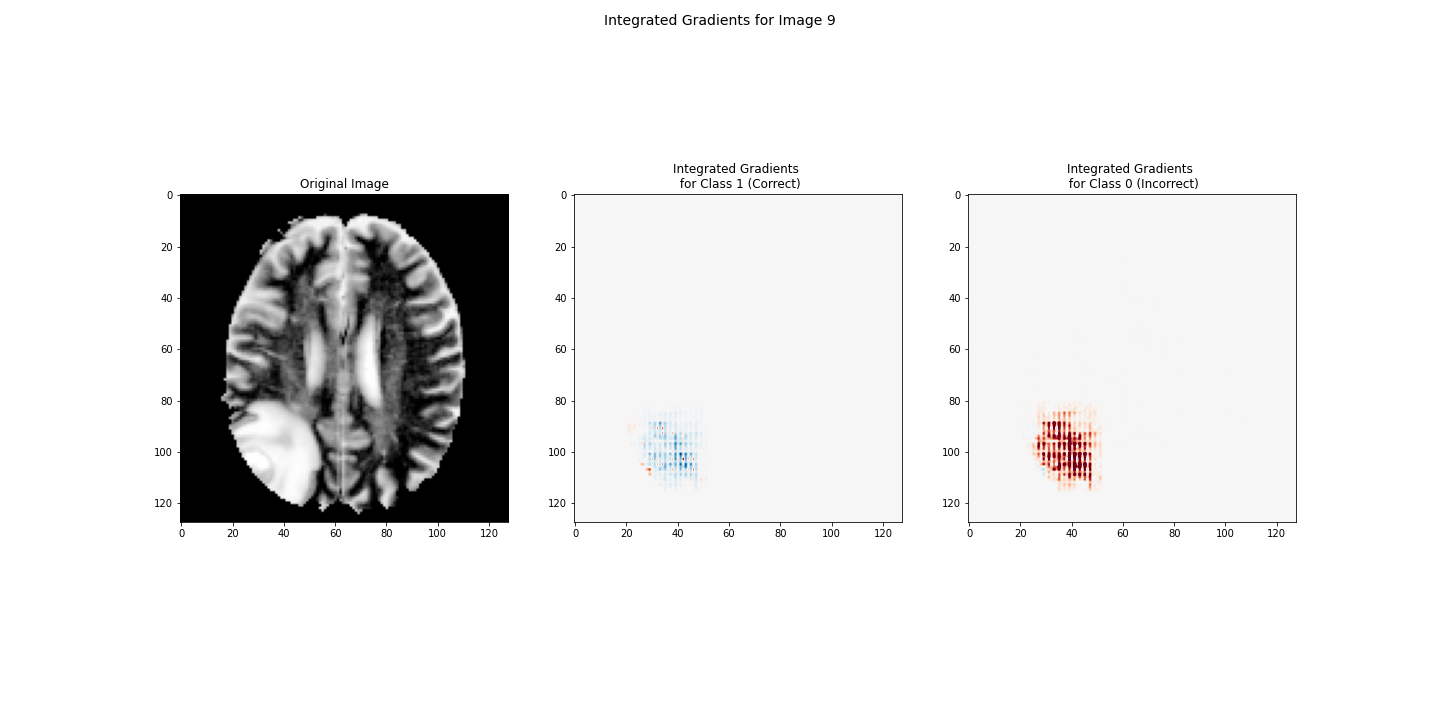 Integrated Gradients for Image 9
Original Image
0
20
40
60
80
100
120
0 20 40 60 80 100 120
Integrated Gradients
for Class 1 (Correct)
0
20
40
60
80
100
120
0 20 40 60 80 100 120
Integrated Gradients
for Class 0 (Incorrect)
0
20
40
60
80
100
120
0 20 40 60 80 100 120